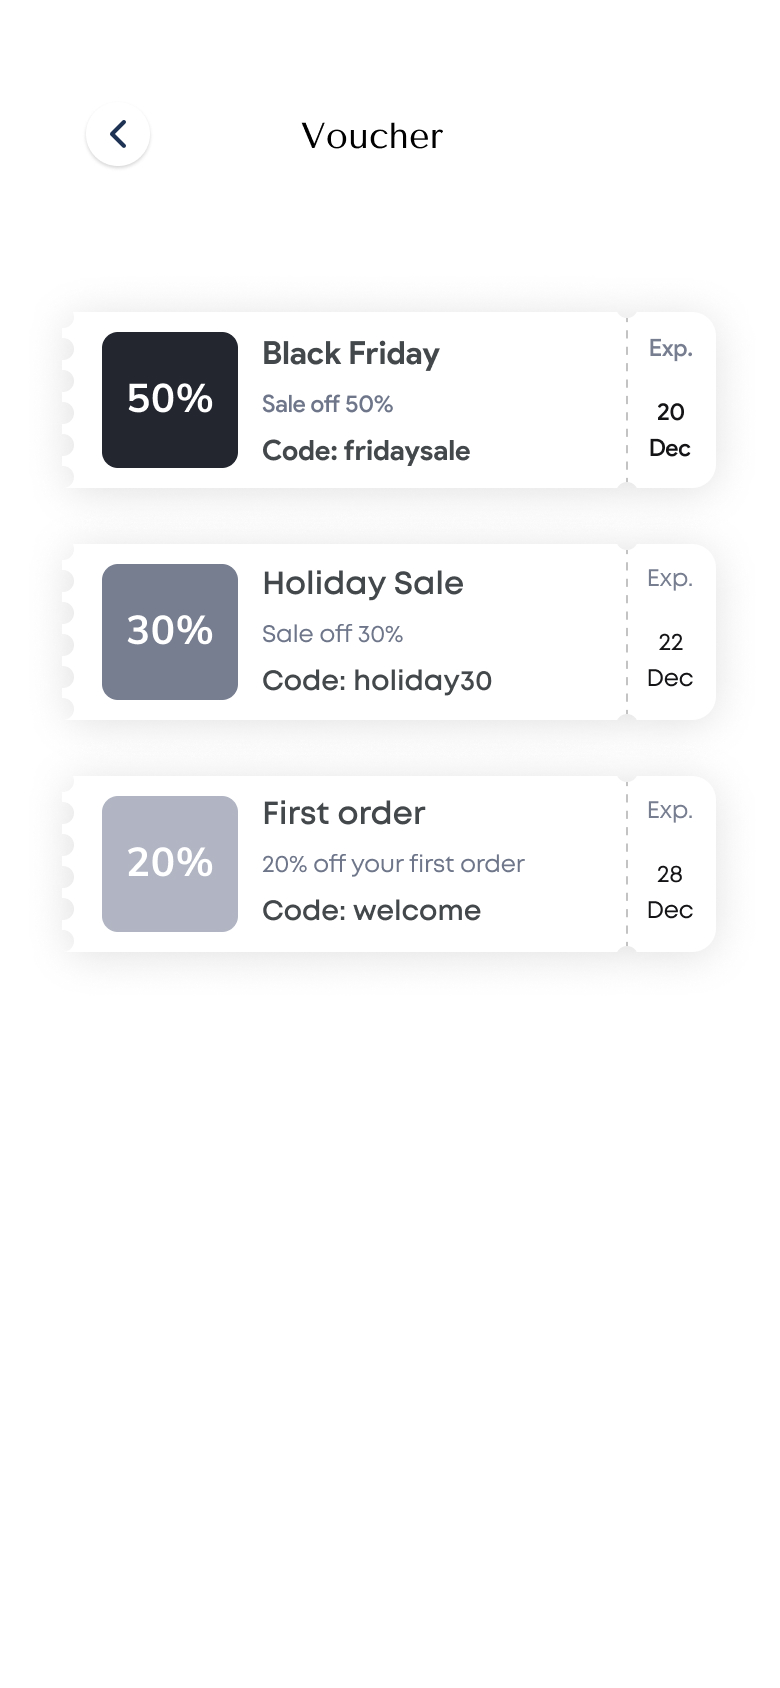 Voucher
50%
Black Friday
Sale off 50%
Code: fridaysale
Exp.
20
Dec
30%
Holiday Sale
Sale off 30%
Code: holiday30
Exp.
22
Dec
20%
First order
20% off your first order
Code: welcome
Exp.
28
Dec